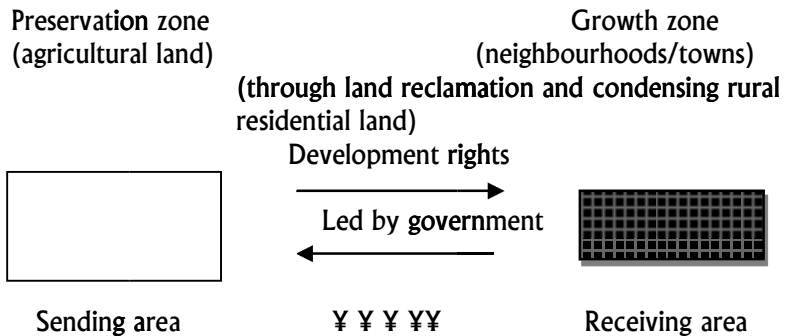 Preservation zone
(agricultural land)
Growth zone
(neighbourhoods/towns)
(through land reclamation and condensing rural
residential land)
Development rights
Led by government
Sending area
¥ ¥ ¥ ¥¥
Receiving area